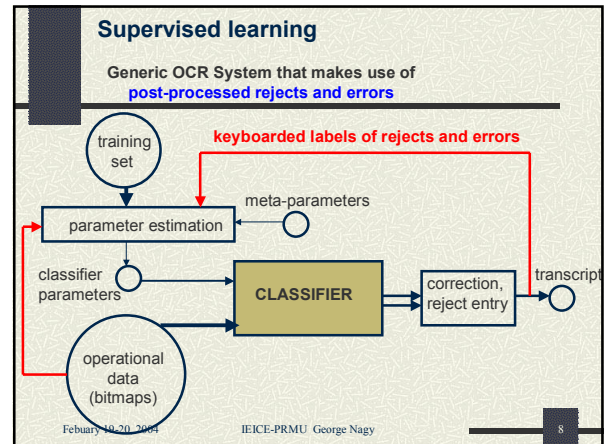 Supervised learning
Generic OCR System that makes use of
post-processed rejects and errors
keyboarded labels of rejects and errors
training
set
meta-parameters
parameter estimation
classifier
parameters
CLASSIFIER
correction,
reject entry
transcript
operational
data
(bitmaps)
Febuary 19-20, 2004
IEICE-PRMU George Nagy
8